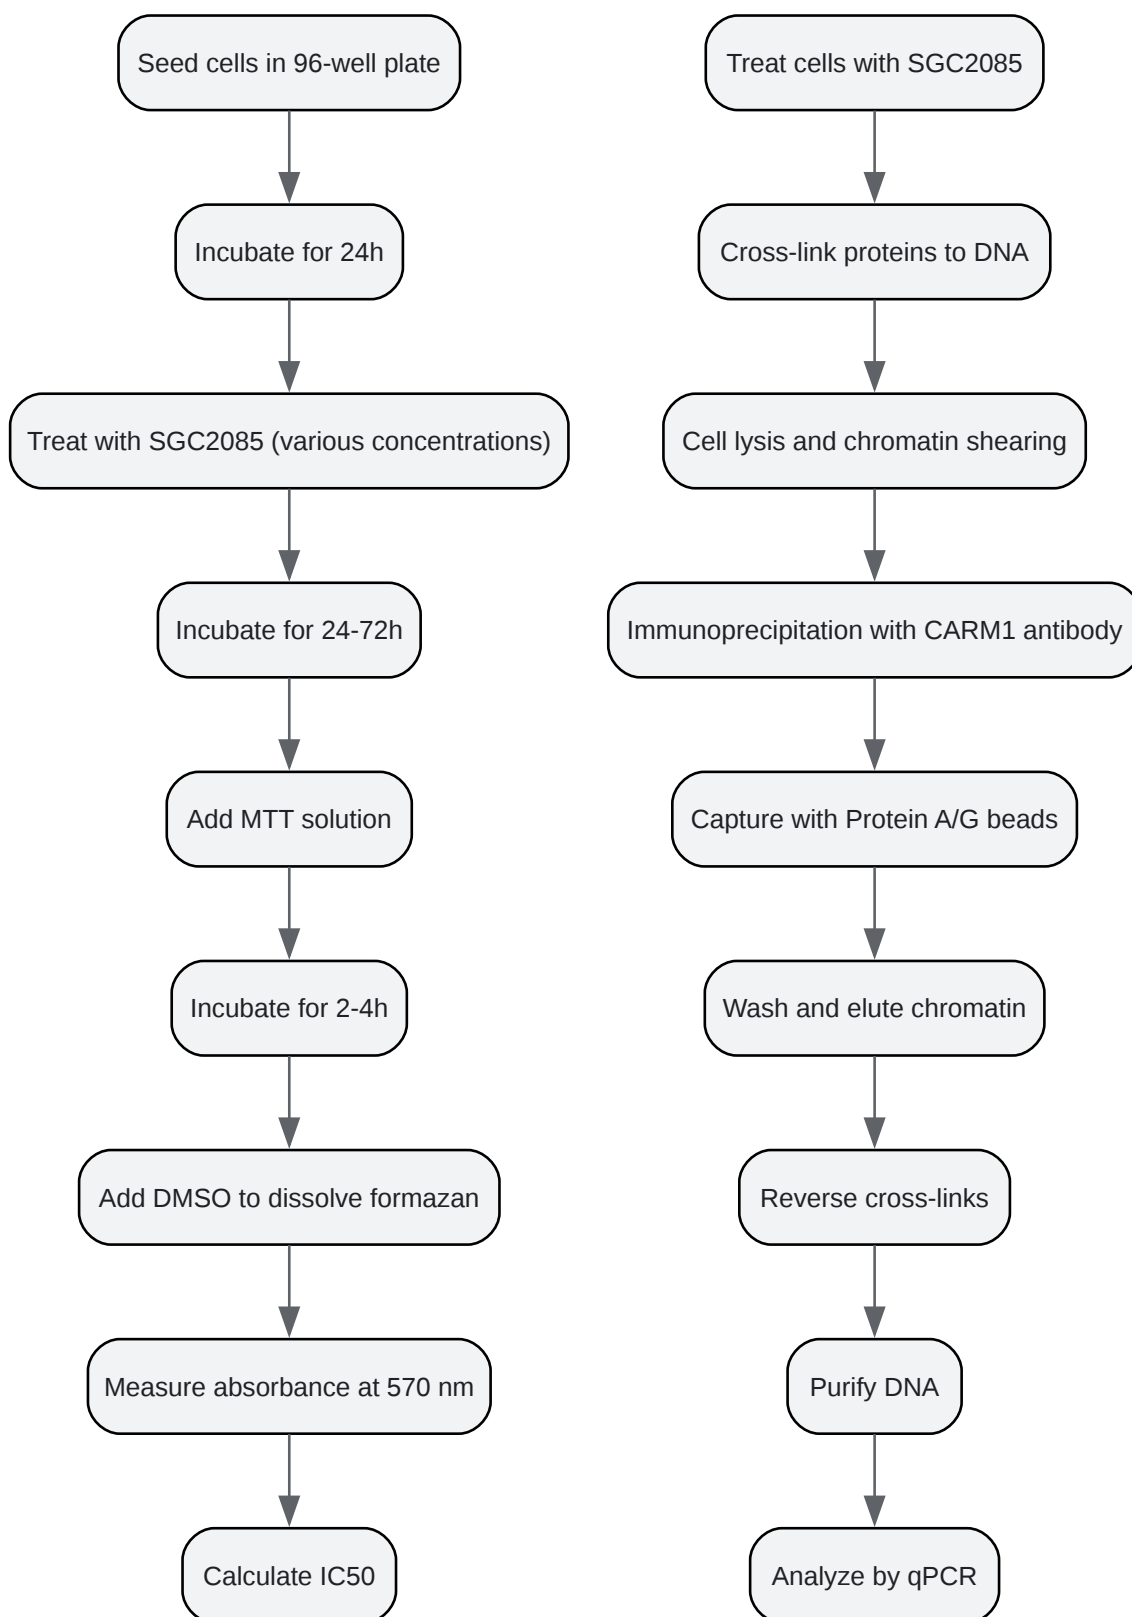 Seed cells in 96-well plate
Incubate for 24h
Treat with SGC2085 (various concentrations)
Incubate for 24-72h
Add MTT solution
Incubate for 2-4h
Add DMSO to dissolve formazan
Measure absorbance at 570 nm
Calculate IC50
Treat cells with SGC2085
Cross-link proteins to DNA
Cell lysis and chromatin shearing
Immunoprecipitation with CARM1 antibody
Capture with Protein A/G beads
Wash and elute chromatin
Reverse cross-links
Purify DNA
Analyze by qPCR